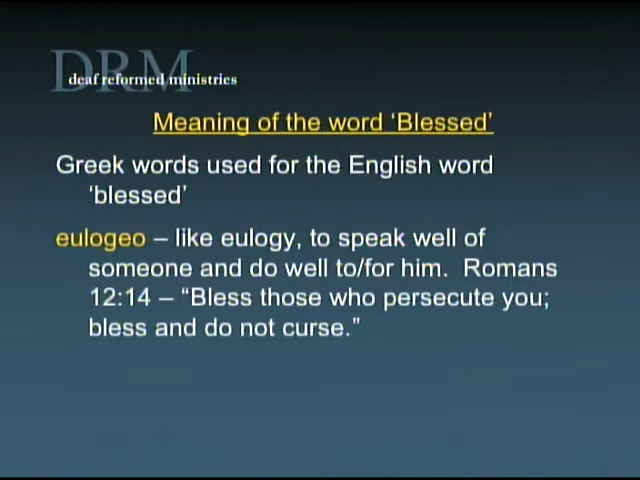 DRM
deaf reformed ministries
Meaning of the word ‘Blessed’
Greek words used for the English word
‘blessed’
eulogeo – like eulogy, to speak well of
someone and do well to/for him.  Romans
12:14 – “Bless those who persecute you;
bless and do not curse.”